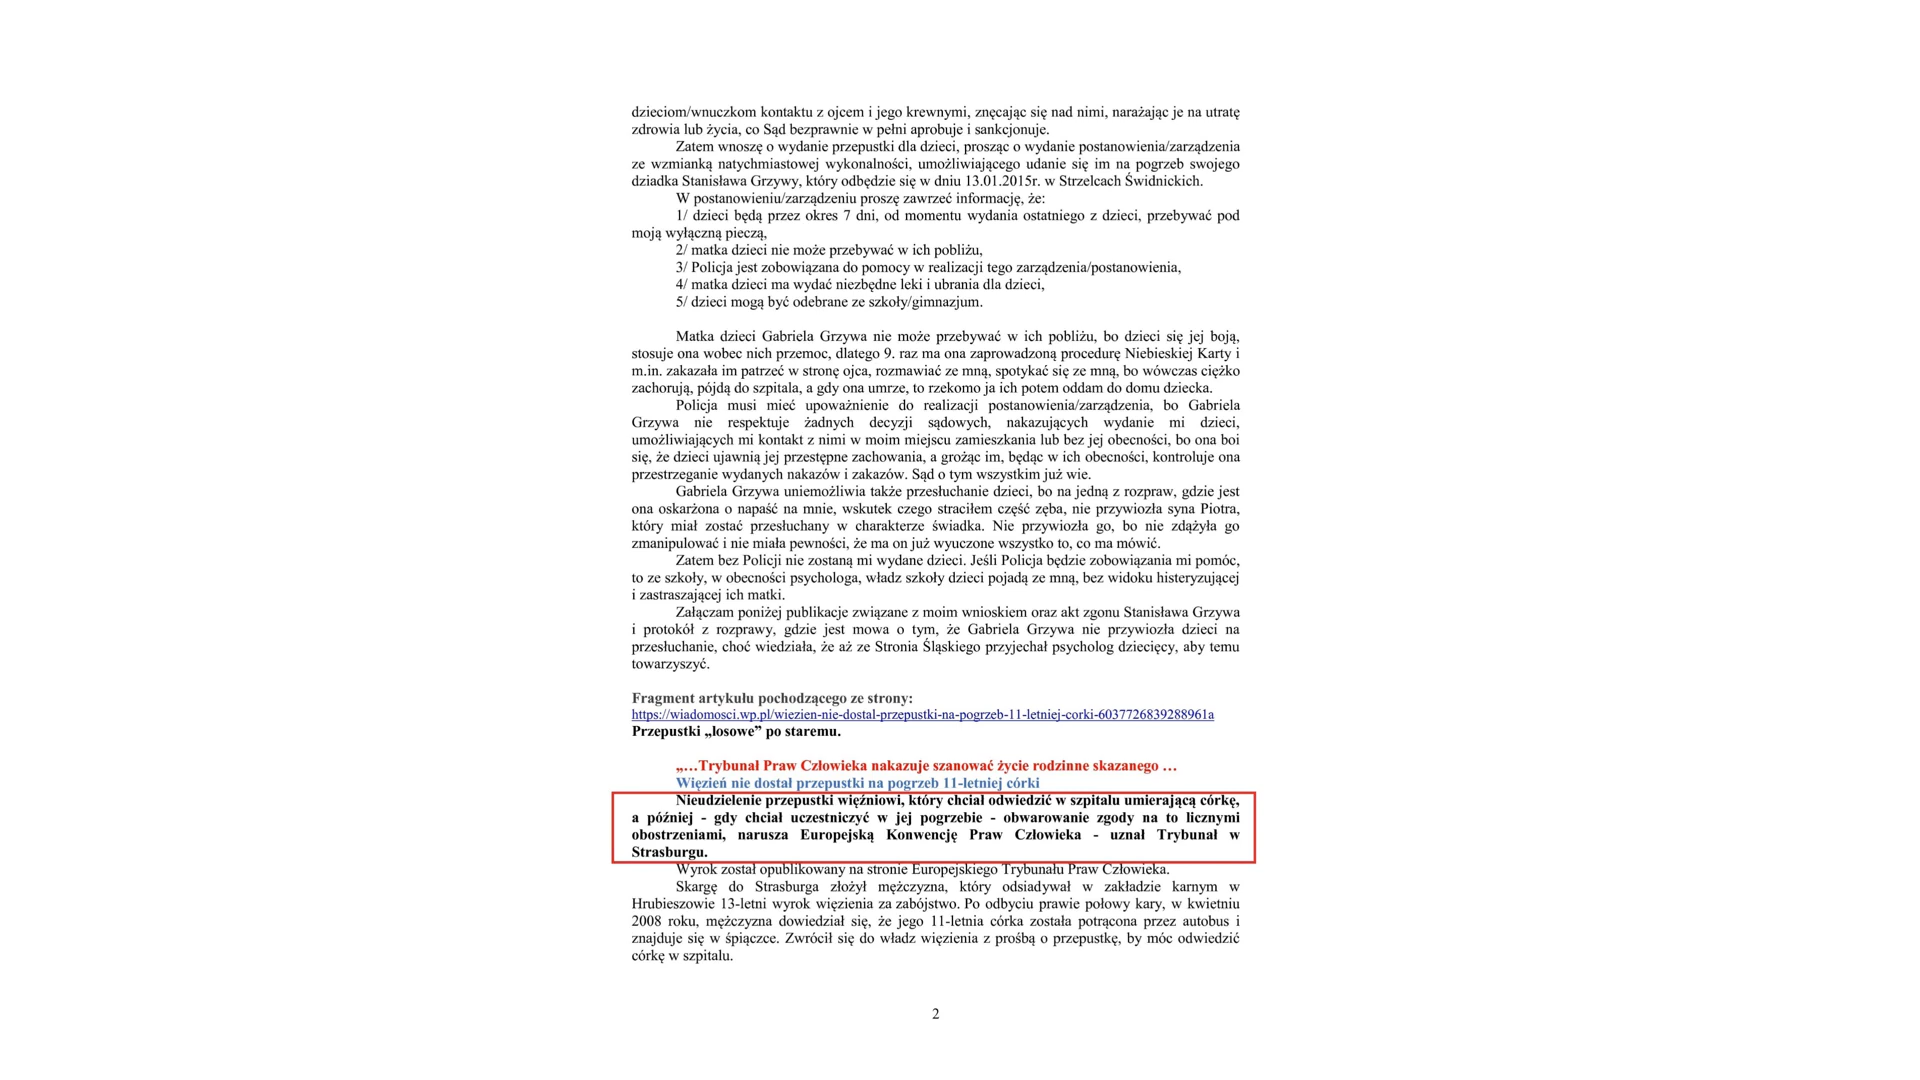 dzieciom/wnuczkom kontaktu z ojcem i jego krewnymi, znęcając się nad nimi, narażając je na utratę
zdrowia lub życia, co Sąd bezprawnie w pełni aprobuje i sankcjonuje.
Zatem wnoszę o wydanie przepustki dla dzieci, prosząc o wydanie postanowienia/zarządzenia
ze wzmianką natychmiastowej wykonalności, umożliwiającego udanie się im na pogrzeb swojego
dziadka Stanisława Grzywy, który odbędzie się w dniu 13.01.2015r. w Strzelcach Świdnickich.
W postanowieniu/zarządzeniu proszę zawrzeć informację, że:
1/ dzieci będą przez okres 7 dni, od momentu wydania ostatniego z dzieci, przebywać pod
moją wyłączną pieczą,
2/ matka dzieci nie może przebywać w ich pobliżu,
3/ Policja jest zobowiązana do pomocy w realizacji tego zarządzenia/postanowienia,
4/ matka dzieci ma wydać niezbędne leki i ubrania dla dzieci,
5/ dzieci mogą być odebrane ze szkoły/gimnazjum.
Matka dzieci Gabriela Grzywa nie może przebywać w ich pobliżu, bo dzieci się jej boją,
stosuje ona wobec nich przemoc, dlatego 9. raz ma ona zaprowadzoną procedurę Niebieskiej Karty i
m.in. zakazała im patrzeć w stronę ojca, rozmawiać ze mną, spotykać się ze mną, bo wówczas ciężko
zachorują, pójdą do szpitala, a gdy ona umrze, to rzekomo ja ich potem oddam do domu dziecka.
Policja musi mieć upoważnienie do realizacji postanowienia/zarządzenia, bo Gabriela
Grzywa nie respektuje żadnych decyzji sądowych, nakazujących wydanie mi dzieci,
umożliwiających mi kontakt z nimi w moim miejscu zamieszkania lub bez jej obecności, bo ona boi
się, że dzieci ujawnią jej przestępne zachowania, a grożąc im, będąc w ich obecności, kontroluje ona
przestrzeganie wydanych nakazów i zakazów. Sąd o tym wszystkim już wie.
Gabriela Grzywa uniemożliwia także przesłuchanie dzieci, bo na jedną z rozpraw, gdzie jest
ona oskarżona o napaść na mnie, wskutek czego straciłem część zęba, nie przywiozła syna Piotra,
który miał zostać przesłuchany w charakterze świadka. Nie przywiozła go, bo nie zdążyła go
zmanipulować i nie miała pewności, że ma on już wyuczone wszystko to, co ma mówić.
Zatem bez Policji nie zostaną mi wydane dzieci. Jeśli Policja będzie zobowiązania mi pomóc,
to ze szkoły, w obecności psychologa, władz szkoły dzieci pojadą ze mną, bez widoku histeryzującej
i zastraszającej ich matki.
Załączam poniżej publikacje związane z moim wnioskiem oraz akt zgonu Stanisława Grzywa
i protokół z rozprawy, gdzie jest mowa o tym, że Gabriela Grzywa nie przywiozła dzieci na
przesłuchanie, choć wiedziała, że aż ze Stronia Śląskiego przyjechał psycholog dziecięcy, aby temu
towarzyszyć.
Fragment artykułu pochodzącego ze strony:
https://wiadomosci.wp.pl/wiezien-nie-dostal-przepustki-na-pogrzeb-11-letniej-corki-6037726839288961a
Przepustki „losowe” po staremu.
„…Trybunał Praw Człowieka nakazuje szanować życie rodzinne skazanego …
Więzień nie dostał przepustki na pogrzeb 11-letniej córki
Nieudzielenie przepustki więźniowi, który chciał odwiedzić w szpitalu umierającą córkę,
a później - gdy chciał uczestniczyć w jej pogrzebie - obwarowanie zgody na to licznymi
obostrzeniami, narusza Europejską Konwencję Praw Człowieka - uznał Trybunał w
Strasburgu.
Wyrok został opublikowany na stronie Europejskiego Trybunału Praw Człowieka.
Skargę do Strasburga złożył mężczyzna, który odsiadywał w zakładzie karnym w
Hrubieszowie 13-letni wyrok więzienia za zabójstwo. Po odbyciu prawie połowy kary, w kwietniu
2008 roku, mężczyzna dowiedział się, że jego 11-letnia córka została potrącona przez autobus i
znajduje się w śpiączce. Zwrócił się do władz więzienia z prośbą o przepustkę, by móc odwiedzić
córkę w szpitalu.
2